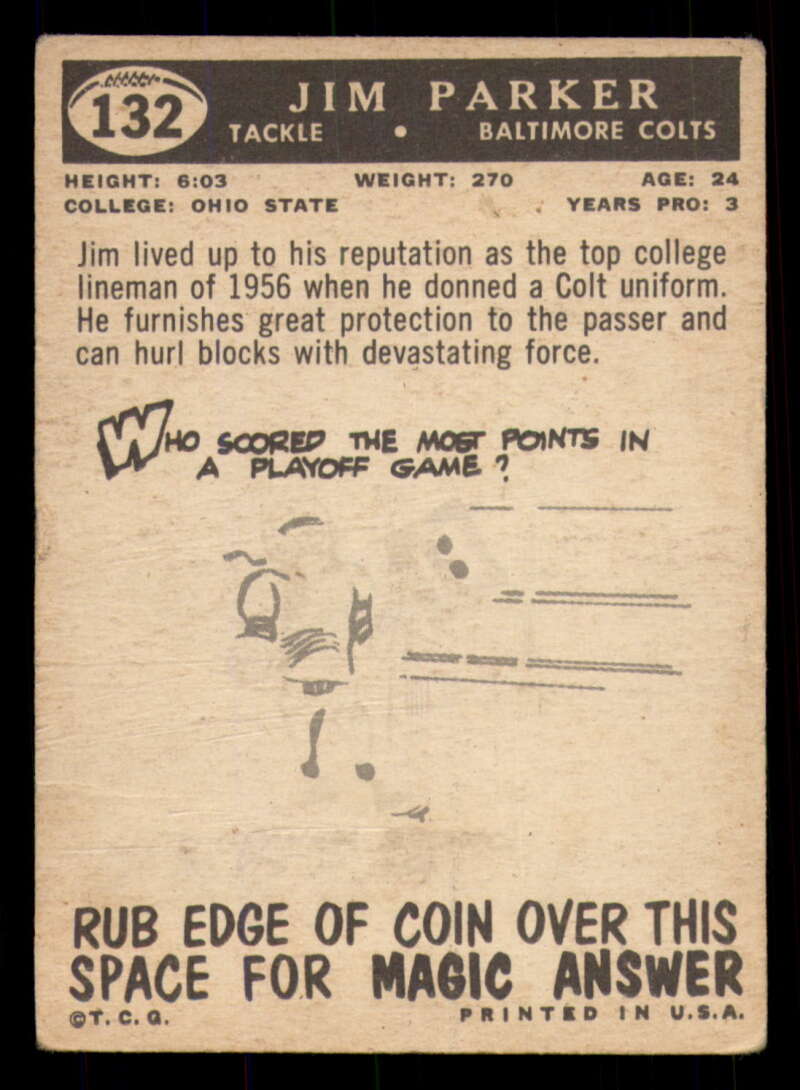 132
JIM PARKER
TACKLE • BALTIMORE COLTS
HEIGHT: 6:03 WEIGHT: 270 AGE: 24
COLLEGE: OHIO STATE YEARS PRO: 3
Jim lived up to his reputation as the top college
lineman of 1956 when he donned a Colt uniform.
He furnishes great protection to the passer and
can hurl blocks with devastating force.
WHO SCORED THE MOST POINTS IN
A PLAYOFF GAME?
RUB EDGE OF COIN OVER THIS
SPACE FOR MAGIC ANSWER
©T. C. G. PRINTED IN U.S.A.